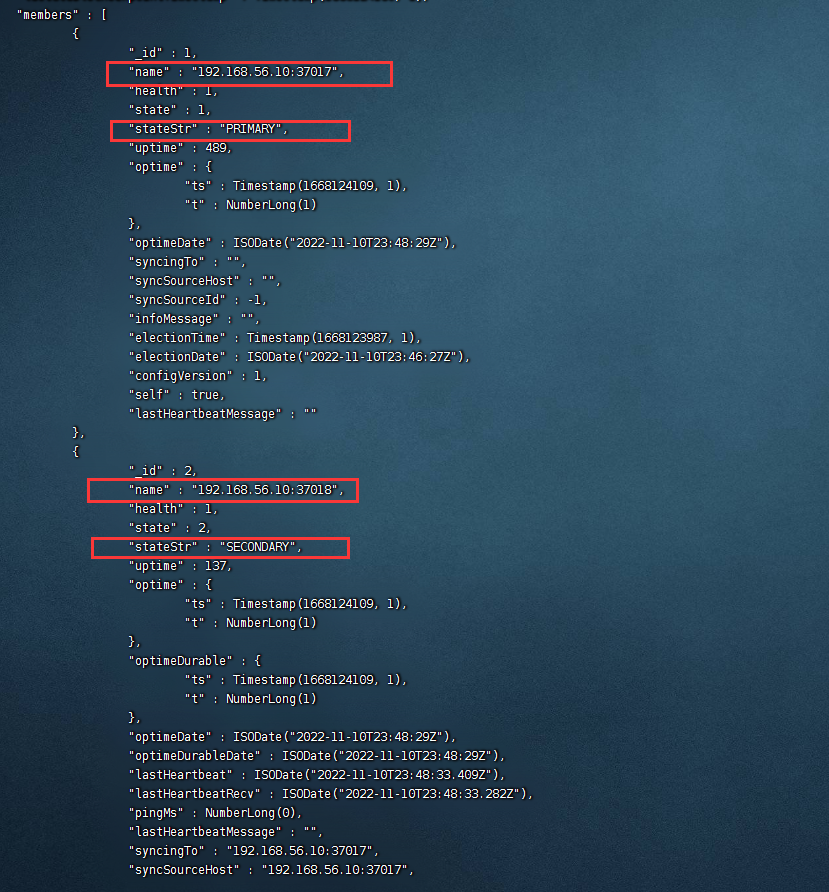 "members" : [
{
"_id" : 1,
"name" : "192.168.56.10:37017",
"health" : 1,
"state" : 1,
"stateStr" : "PRIMARY",
"uptime" : 489,
"optime" : {
"ts" : Timestamp(1668124109, 1),
"t" : NumberLong(1)
},
"optimeDate" : ISODate("2022-11-10T23:48:29Z"),
"syncingTo" : "",
"syncSourceHost" : "",
"syncSourceId" : -1,
"infoMessage" : "",
"electionTime" : Timestamp(1668123987, 1),
"electionDate" : ISODate("2022-11-10T23:46:27Z"),
"configVersion" : 1,
"self" : true,
"lastHeartbeatMessage" : ""
},
{
"_id" : 2,
"name" : "192.168.56.10:37018",
"health" : 1,
"state" : 2,
"stateStr" : "SECONDARY",
"uptime" : 137,
"optime" : {
"ts" : Timestamp(1668124109, 1),
"t" : NumberLong(1)
},
"optimeDurable" : {
"ts" : Timestamp(1668124109, 1),
"t" : NumberLong(1)
},
"optimeDate" : ISODate("2022-11-10T23:48:29Z"),
"optimeDurableDate" : ISODate("2022-11-10T23:48:29Z"),
"lastHeartbeat" : ISODate("2022-11-10T23:48:33.409Z"),
"lastHeartbeatRecv" : ISODate("2022-11-10T23:48:33.282Z"),
"pingMs" : NumberLong(0),
"lastHeartbeatMessage" : "",
"syncingTo" : "192.168.56.10:37017",
"syncSourceHost" : "192.168.56.10:37017",